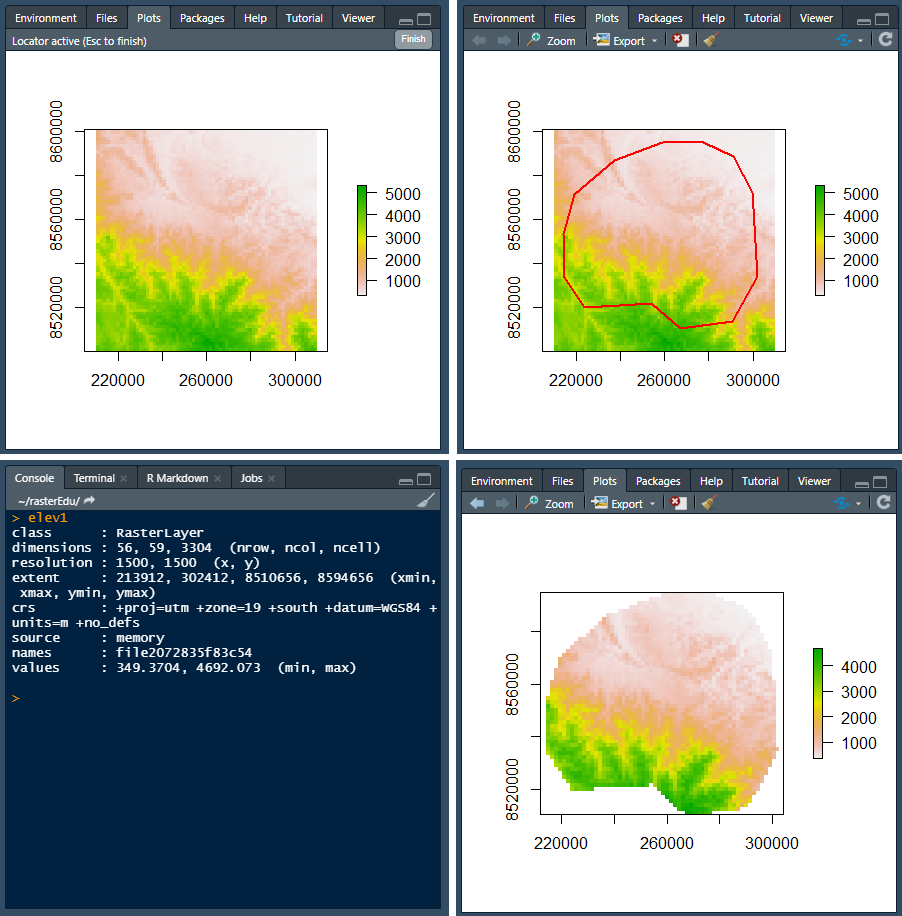 Environment Files Plots Packages Help Tutorial Viewer
Locator active (Esc to finish) Finish
8600000
8560000
8520000
220000 260000 300000
5000
4000
3000
2000
1000
Environment Files Plots Packages Help Tutorial Viewer
Zoom Export
8600000
8560000
8520000
220000 260000 300000
5000
4000
3000
2000
1000
Console Terminal R Markdown Jobs
~/rasterEdu/
> elev1
class : RasterLayer
dimensions : 56, 59, 3304 (nrow, ncol, ncell)
resolution : 1500, 1500 (x, y)
extent : 213912, 302412, 8510656, 8594656 (xmin,
xmax, ymin, ymax)
crs : +proj=utm +zone=19 +south +datum=WGS84 +
units=m +no_defs
source : memory
names : file2072835f83c54
values : 349.3704, 4692.073 (min, max)
>
Environment Files Plots Packages Help Tutorial Viewer
Zoom Export
8560000
8520000
220000 260000 300000
4000
3000
2000
1000